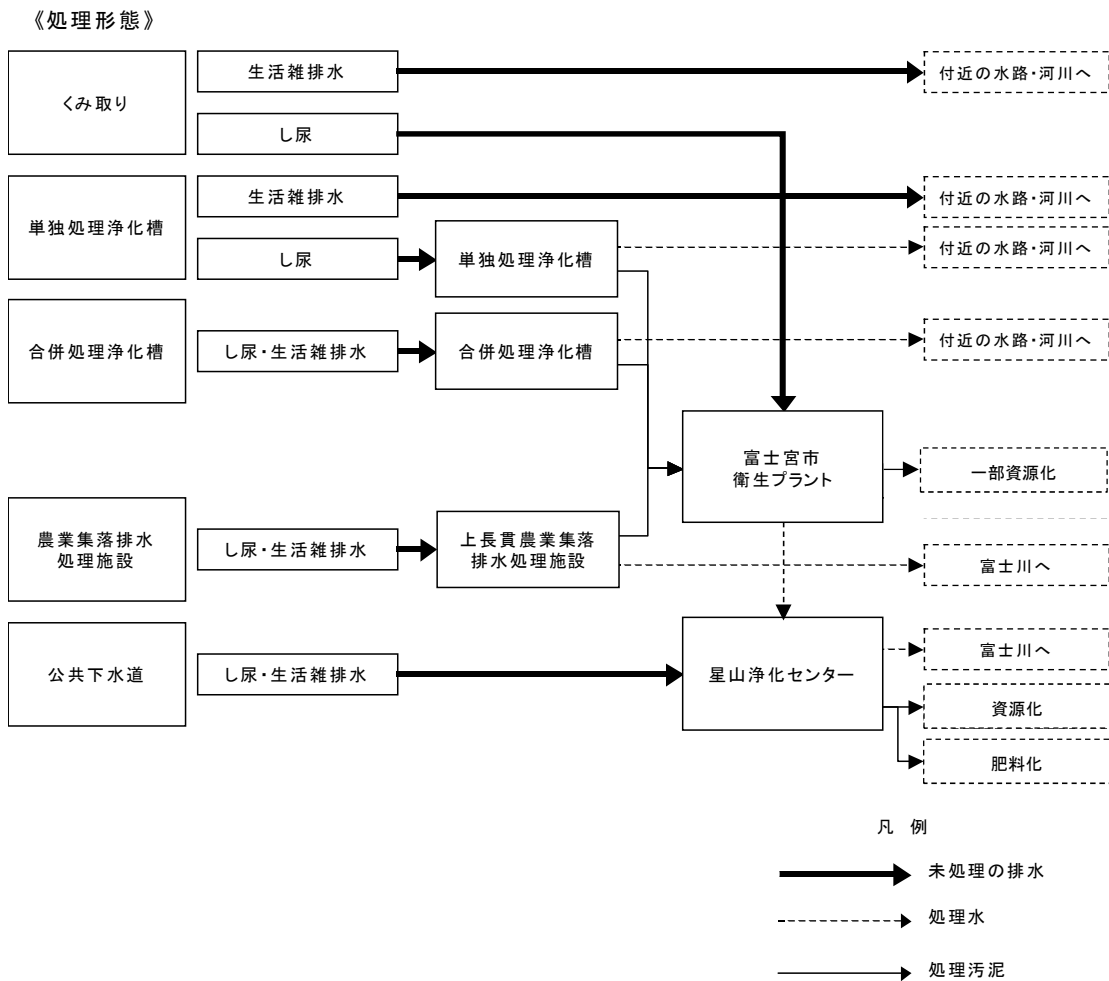 《処理形態》
くみ取り
生活雑排水
付近の水路・河川へ
し尿
単独処理浄化槽
生活雑排水
付近の水路・河川へ
し尿
単独処理浄化槽
付近の水路・河川へ
合併処理浄化槽
し尿・生活雑排水
合併処理浄化槽
付近の水路・河川へ
富士宮市
衛生プラント
一部資源化
農業集落排水
処理施設
し尿・生活雑排水
上長貫農業集落
排水処理施設
富士川へ
公共下水道
し尿・生活雑排水
星山浄化センター
富士川へ
資源化
肥料化
凡 例
未処理の排水
処理水
処理汚泥